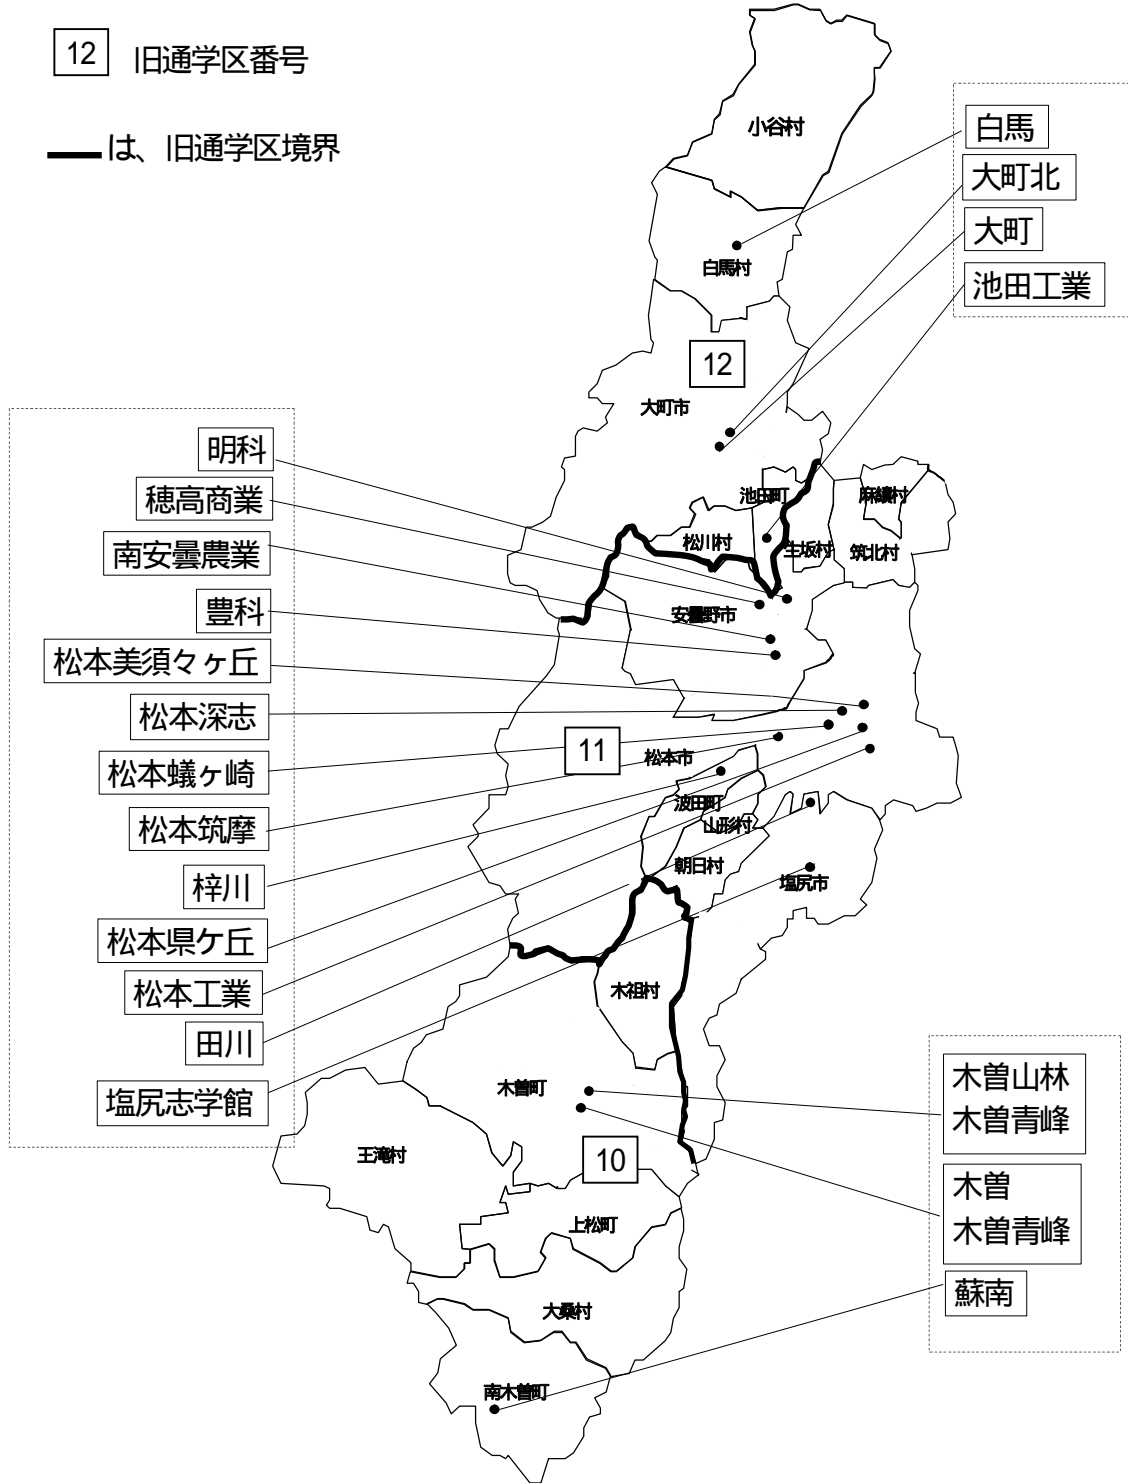 12 旧通学区番号
は、旧通学区境界
小谷村
白馬村
12
大町市
池田町
松川村
生坂村
麻績村
筑北村
安曇野市
11
松本市
波田町
山形村
朝日村
塩尻市
木祖村
木曽町
王滝村
10
上松町
大桑村
南木曽町
白馬
大町北
大町
池田工業
明科
穂高商業
南安曇農業
豊科
松本美須々ヶ丘
松本深志
松本蟻ヶ崎
松本筑摩
梓川
松本県ケ丘
松本工業
田川
塩尻志学館
木曽山林
木曽青峰
木曽
木曽青峰
蘇南